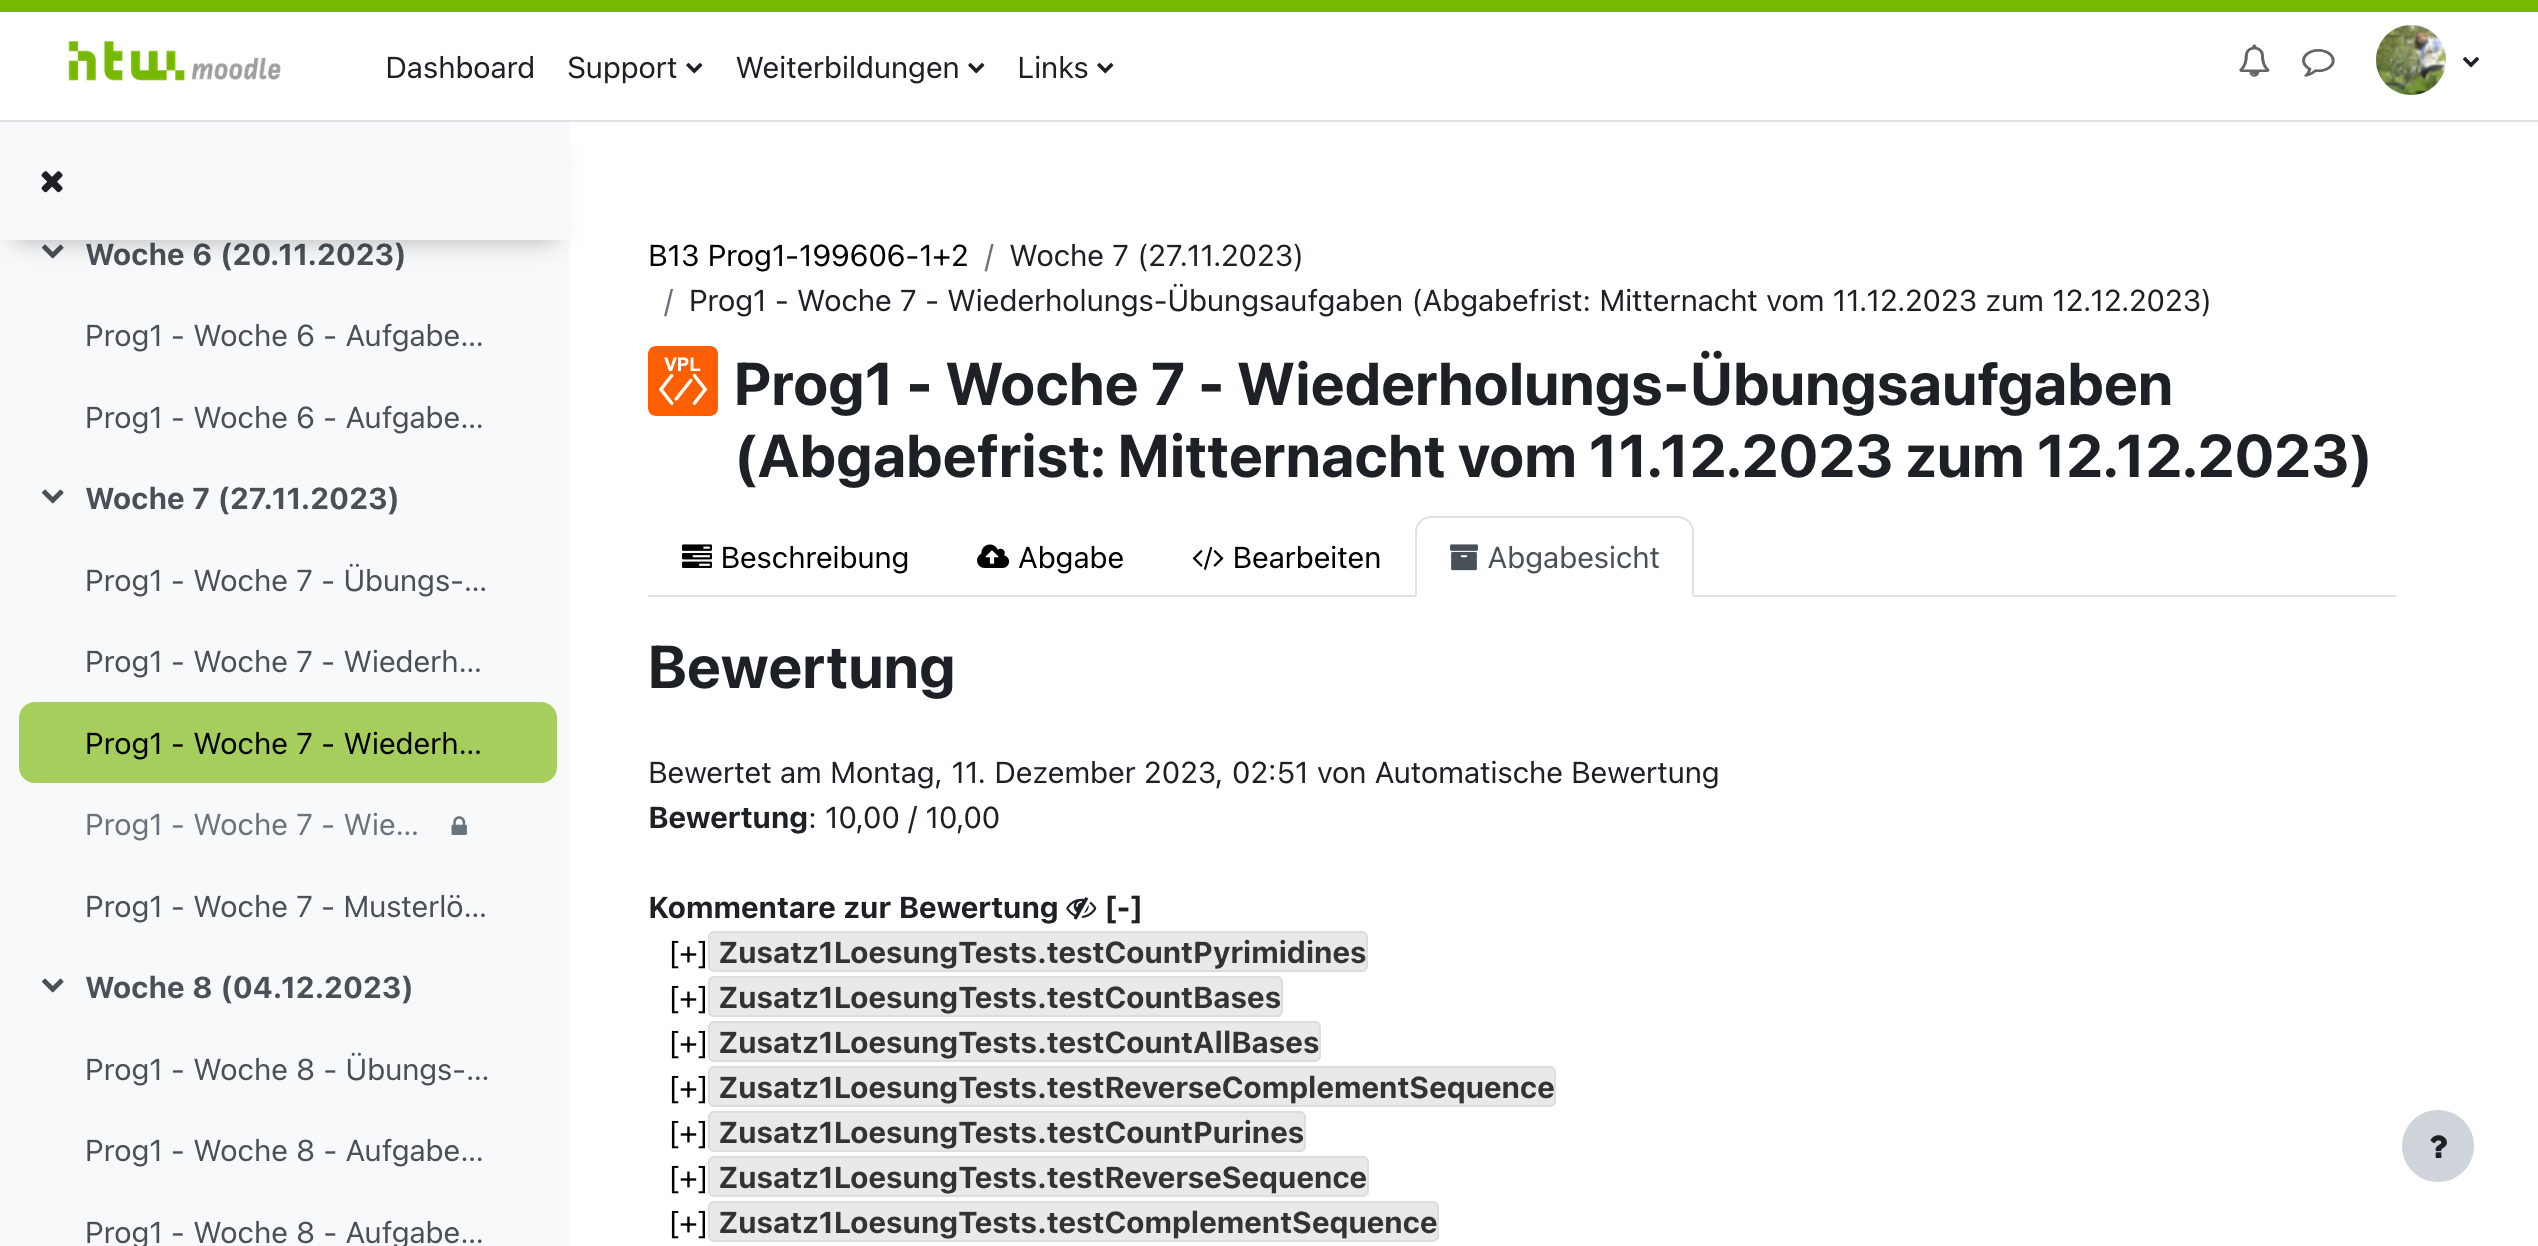 htw. moodle
Dashboard Support Weiterbildungen Links
Woche 6 (20.11.2023)
Prog1 - Woche 6 - Aufgabe...
Prog1 - Woche 6 - Aufgabe...
Woche 7 (27.11.2023)
Prog1 - Woche 7 - Übungs-...
Prog1 - Woche 7 - Wiederh...
Prog1 - Woche 7 - Wiederh...
Prog1 - Woche 7 - Wie...
Prog1 - Woche 7 - Musterlö...
Woche 8 (04.12.2023)
Prog1 - Woche 8 - Übungs-...
Prog1 - Woche 8 - Aufgabe...
Prog1 - Woche 8 - Aufgabe...
B13 Prog1-199606-1+2 / Woche 7 (27.11.2023)
/ Prog1 - Woche 7 - Wiederholungs-Übungsaufgaben (Abgabefrist: Mitternacht vom 11.12.2023 zum 12.12.2023)
VPL
Prog1 - Woche 7 - Wiederholungs-Übungsaufgaben
(Abgabefrist: Mitternacht vom 11.12.2023 zum 12.12.2023)
Beschreibung Abgabe </> Bearbeiten Abgabesicht
Bewertung
Bewertet am Montag, 11. Dezember 2023, 02:51 von Automatische Bewertung
Bewertung: 10,00 / 10,00
Kommentare zur Bewertung [-]
[+] Zusatz1LoesungTests.testCountPyrimidines
[+] Zusatz1LoesungTests.testCountBases
[+] Zusatz1LoesungTests.testCountAllBases
[+] Zusatz1LoesungTests.testReverseComplementSequence
[+] Zusatz1LoesungTests.testCountPurines
[+] Zusatz1LoesungTests.testReverseSequence
[+] Zusatz1LoesungTests.testComplementSequence
?